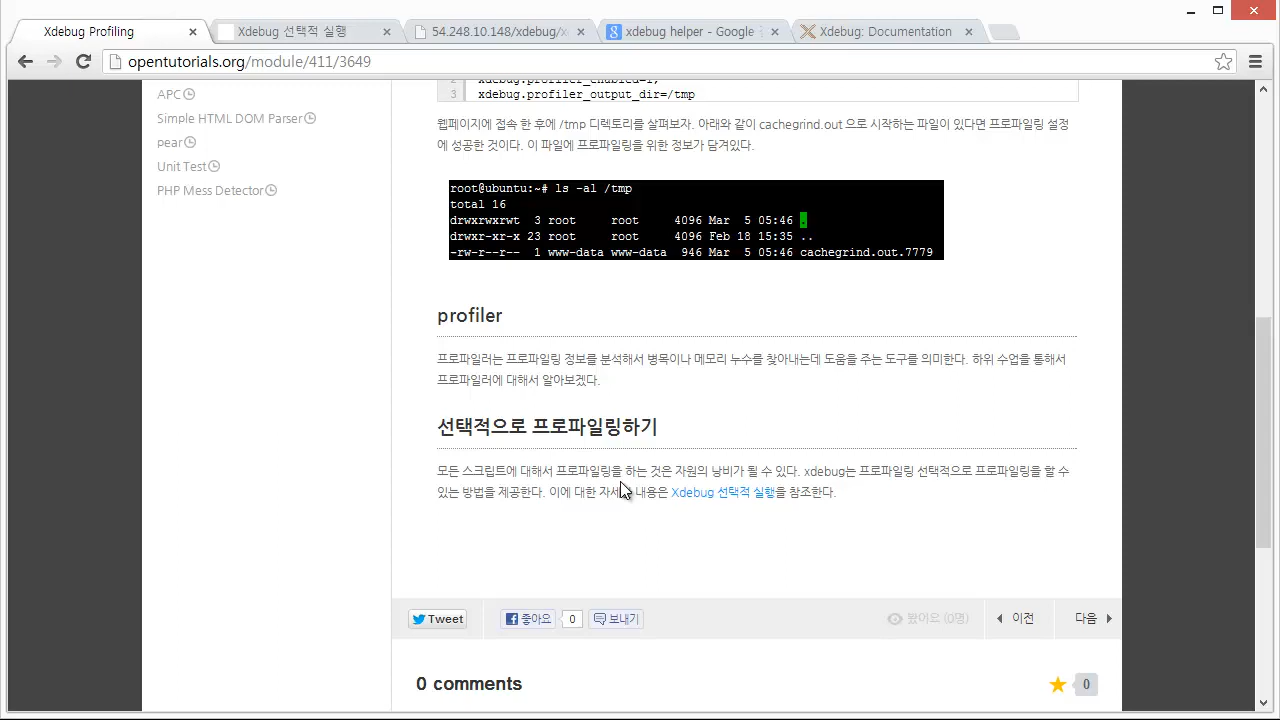 Xdebug Profiling
Xdebug 선택적 실행
54.248.10.148/xdebug/
xdebug helper - Google
Xdebug: Documentation
opentutorials.org/module/411/3649
APC
Simple HTML DOM Parser
pear
Unit Test
PHP Mess Detector
2 xdebug.profiler_enabled=1;
3 xdebug.profiler_output_dir=/tmp
웹페이지에 접속 한 후에 /tmp 디렉토리를 살펴보자. 아래와 같이 cachegrind.out 으로 시작하는 파일이 있다면 프로파일링 설정
에 성공한 것이다. 이 파일에 프로파일링을 위한 정보가 담겨있다.
root@ubuntu:~# ls -al /tmp
total 16
drwxrwxrwt 3 root root 4096 Mar 5 05:46 .
drwxr-xr-x 23 root root 4096 Feb 18 15:35 ..
-rw-r--r-- 1 www-data www-data 946 Mar 5 05:46 cachegrind.out.7779
profiler
프로파일러는 프로파일링 정보를 분석해서 병목이나 메모리 누수를 찾아내는데 도움을 주는 도구를 의미한다. 하위 수업을 통해서
프로파일러에 대해서 알아보겠다.
선택적으로 프로파일링하기
모든 스크립트에 대해서 프로파일링을 하는 것은 자원의 낭비가 될 수 있다. xdebug는 프로파일링 선택적으로 프로파일링을 할 수
있는 방법을 제공한다. 이에 대한 자세한 내용은 Xdebug 선택적 실행을 참조한다.
Tweet
좋아요 0
보내기
봤어요 (0명)
이전
다음
0 comments
0